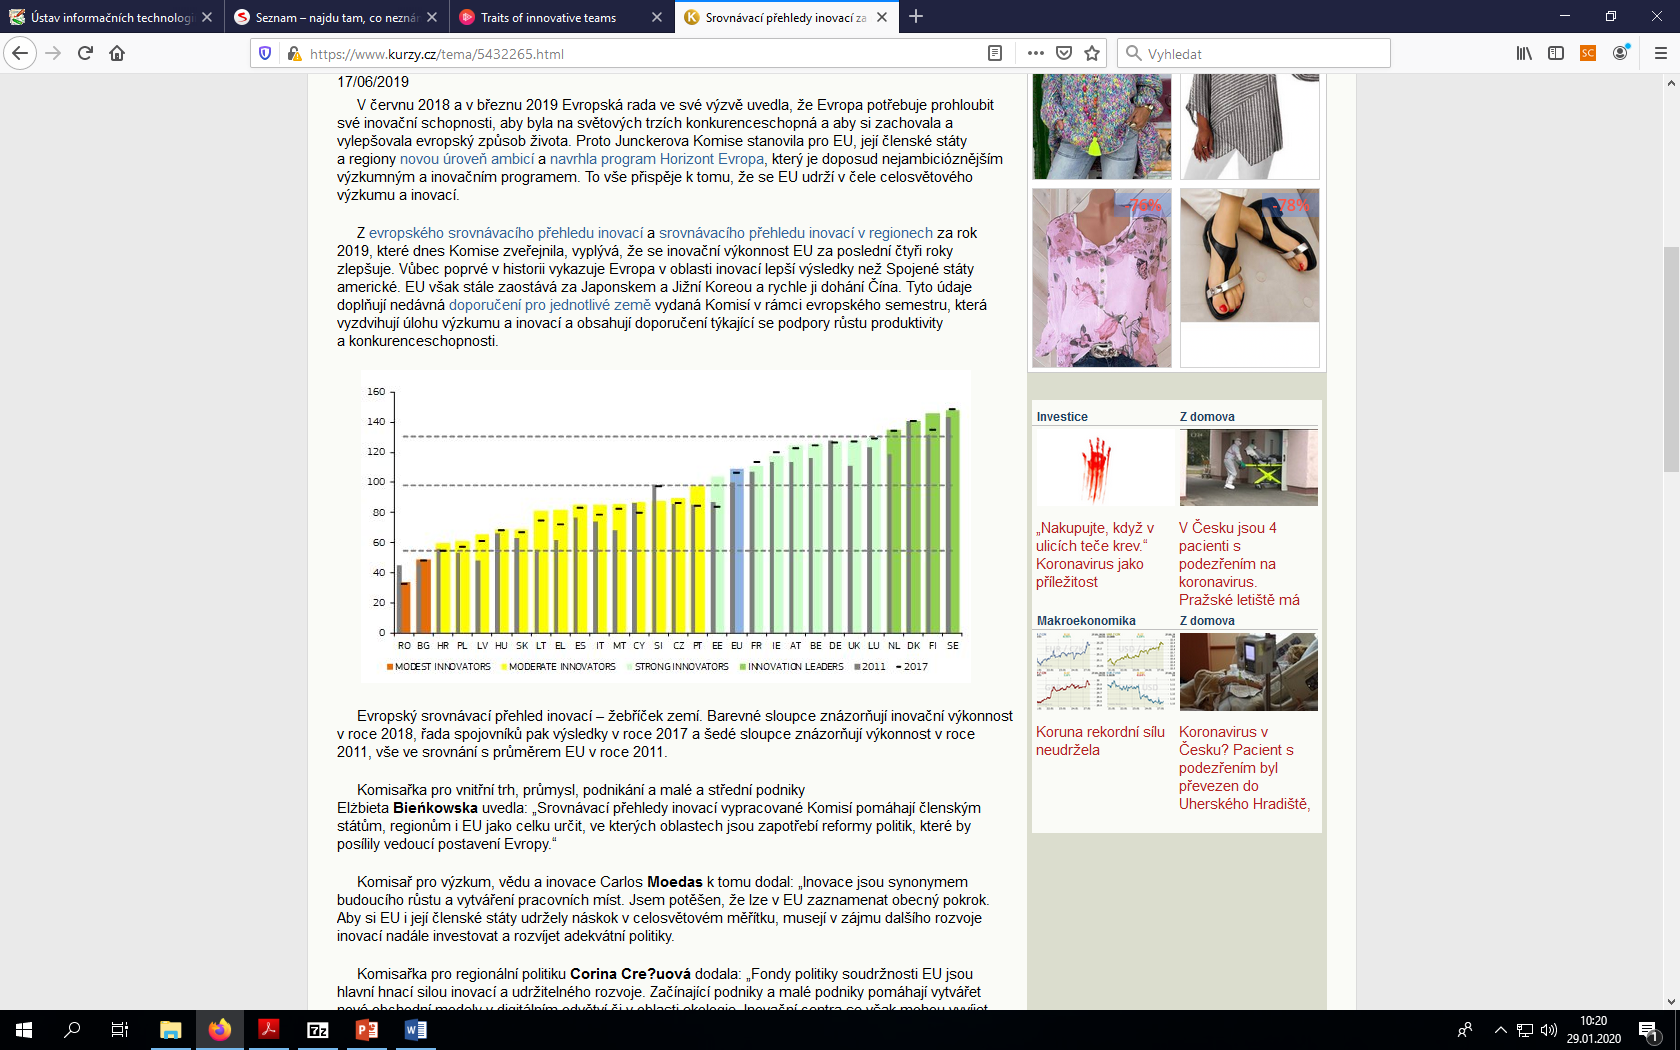 Ústav informačních technologi
Seznam – najdu tam, co neznám
Traits of innovative teams
Srovnávací přehledy inovací za
https://www.kurzy.cz/tema/5432265.html
Vyhledat
SC
17/06/2019
V červnu 2018 a v březnu 2019 Evropská rada ve své výzvě uvedla, že Evropa potřebuje prohloubit
své inovační schopnosti, aby byla na světových trzích konkurenceschopná a aby si zachovala a
vylepšovala evropský způsob života. Proto Junckerova Komise stanovila pro EU, její členské státy
a regiony novou úroveň ambicí a navrhla program Horizont Evropa, který je doposud nejambicióznějším
výzkumným a inovačním programem. To vše přispěje k tomu, že se EU udrží v čele celosvětového
výzkumu a inovací.
Z evropského srovnávacího přehledu inovací a srovnávacího přehledu inovací v regionech za rok
2019, které dnes Komise zveřejnila, vyplývá, že se inovační výkonnost EU za poslední čtyři roky
zlepšuje. Vůbec poprvé v historii vykazuje Evropa v oblasti inovací lepší výsledky než Spojené státy
americké. EU však stále zaostává za Japonskem a Jižní Koreou a rychle ji dohání Čína. Tyto údaje
doplňují nedávná doporučení pro jednotlivé země vydaná Komisí v rámci evropského semestru, která
vyzdvihují úlohu výzkumu a inovací a obsahují doporučení týkající se podpory růstu produktivity
a konkurenceschopnosti.
160
140
120
100
80
60
40
20
0
RO BG HR PL LV HU SK LT EL ES IT MT CY SI CZ PT EE EU FR IE AT BE DE UK LU NL DK FI SE
MODEST INNOVATORS MODERATE INNOVATORS STRONG INNOVATORS INNOVATION LEADERS 2011 2017
Evropský srovnávací přehled inovací – žebříček zemí. Barevné sloupce znázorňují inovační výkonnost
v roce 2018, řada spojovníků pak výsledky v roce 2017 a šedé sloupce znázorňují výkonnost v roce
2011, vše ve srovnání s průměrem EU v roce 2011.
Komisařka pro vnitřní trh, průmysl, podnikání a malé a střední podniky
Elżbieta Bieńkowska uvedla: „Srovnávací přehledy inovací vypracované Komisí pomáhají členským
státům, regionům i EU jako celku určit, ve kterých oblastech jsou zapotřebí reformy politik, které by
posílily vedoucí postavení Evropy.“
Komisař pro výzkum, vědu a inovace Carlos Moedas k tomu dodal: „Inovace jsou synonymem
budoucího růstu a vytváření pracovních míst. Jsem potěšen, že lze v EU zaznamenat obecný pokrok.
Aby si EU i její členské státy udržely náskok v celosvětovém měřítku, musejí v zájmu dalšího rozvoje
inovací nadále investovat a rozvíjet adekvátní politiky.
Komisařka pro regionální politiku Corina Cre?uová dodala: „Fondy politiky soudržnosti EU jsou
hlavní hnací silou inovací a udržitelného rozvoje. Začínající podniky a malé podniky pomáhají vytvářet
nové obchodní modely v digitálním odvětví či v oblasti ekologie. Inovační centra se však mohou vyvíjet
-76%
-78%
Investice
Z domova
„Nakupujte, když v
ulicích teče krev.“
Koronavirus jako
příležitost
V Česku jsou 4
pacienti s
podezřením na
koronavirus.
Pražské letiště má
Makroekonomika
Z domova
Koruna rekordní sílu
neudržela
Koronavirus v
Česku? Pacient s
podezřením byl
převezen do
Uherského Hradiště,
10:20
29.01.2020
1